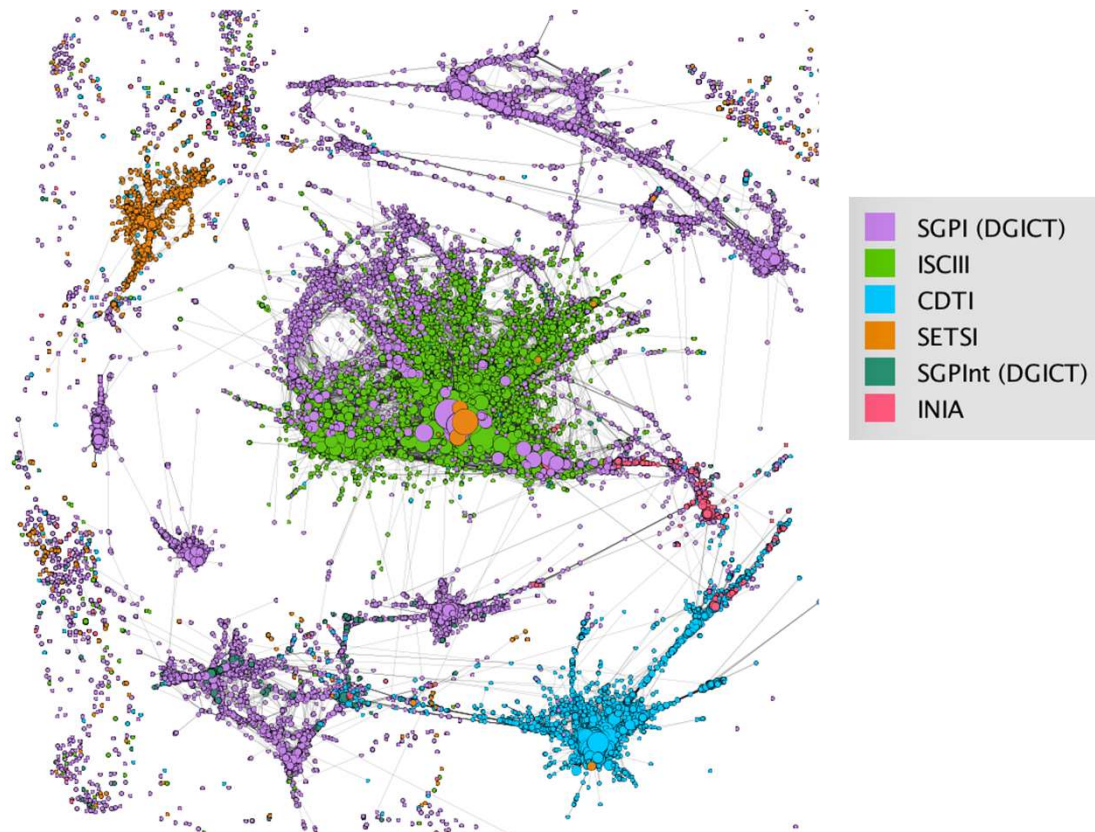 SGPI (DGICT)
ISCIII
CDTI
SETSI
SGPInt (DGICT)
INIA